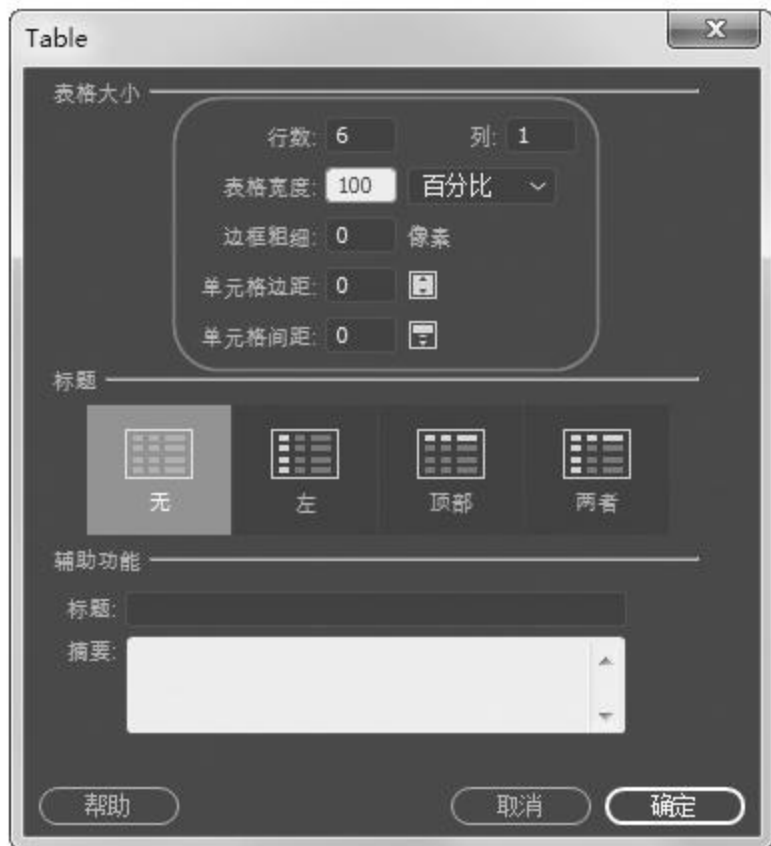 Table
表格大小
行数: 6 列: 1
表格宽度: 100 百分比
边框粗细: 0 像素
单元格边距: 0
单元格间距: 0
标题
无 左 顶部 两者
辅助功能
标题:
摘要:
帮助 取消 确定